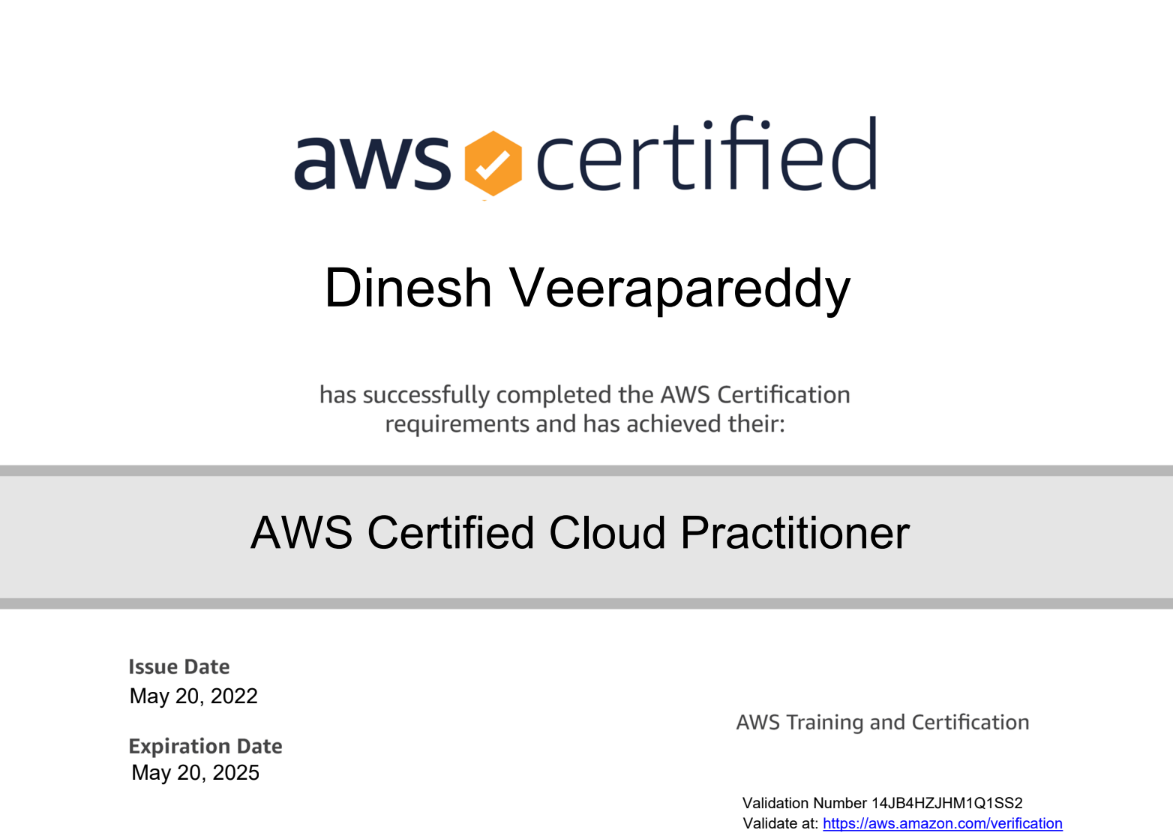 aws certified
Dinesh Veerapareddy
has successfully completed the AWS Certification
requirements and has achieved their:
AWS Certified Cloud Practitioner
Issue Date
May 20, 2022
Expiration Date
May 20, 2025
AWS Training and Certification
Validation Number 14JB4HZJHM1Q1SS2
Validate at: https://aws.amazon.com/verification